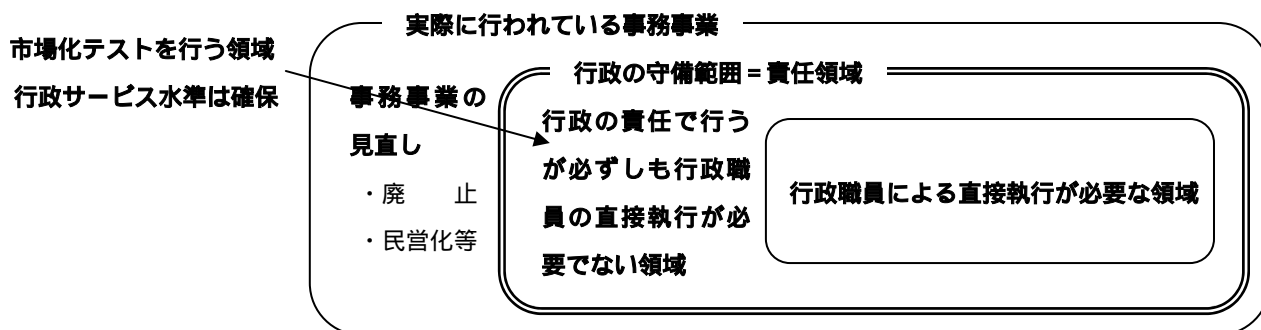 実際に行われている事務事業
市場化テストを行う領域
行政サービス水準は確保
行政の守備範囲=責任領域
事務事業の
見直し
・廃　　止
・民営化等
行政の責任で行う
が必ずしも行政職
員の直接執行が必
要でない領域
行政職員による直接執行が必要な領域